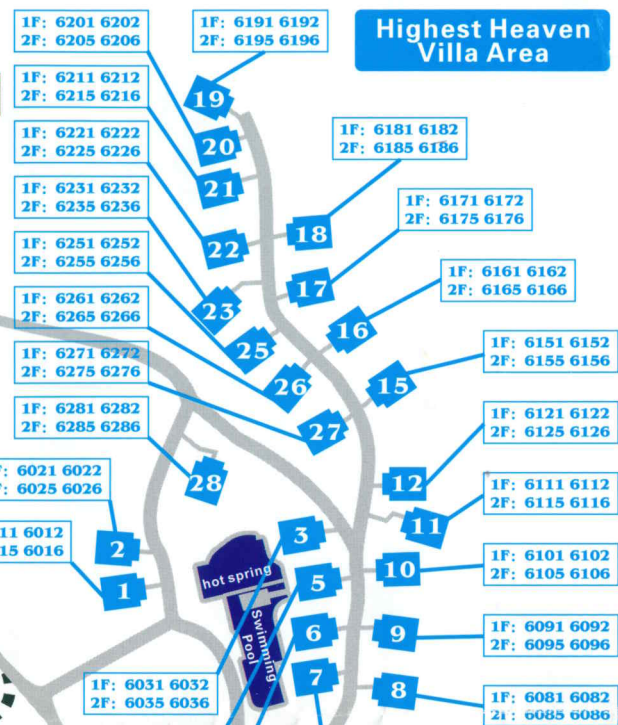 Highest Heaven
Villa Area
1F: 6201 6202
2F: 6205 6206
1F: 6191 6192
2F: 6195 6196
1F: 6211 6212
2F: 6215 6216
1F: 6221 6222
2F: 6225 6226
1F: 6181 6182
2F: 6185 6186
1F: 6231 6232
2F: 6235 6236
1F: 6171 6172
2F: 6175 6176
1F: 6251 6252
2F: 6255 6256
1F: 6161 6162
2F: 6165 6166
1F: 6261 6262
2F: 6265 6266
1F: 6151 6152
2F: 6155 6156
1F: 6271 6272
2F: 6275 6276
1F: 6281 6282
2F: 6285 6286
1F: 6121 6122
2F: 6125 6126
6021 6022
6025 6026
1F: 6111 6112
2F: 6115 6116
11 6012
15 6016
1F: 6101 6102
2F: 6105 6106
1F: 6091 6092
2F: 6095 6096
1F: 6031 6032
2F: 6035 6036
1F: 6081 6082
2F: 6085 6086
19
20
21
22
18
23
17
25
16
26
15
27
28
12
11
3
2
1
5
10
6
9
7
8
hot spring
Swimming
Pool